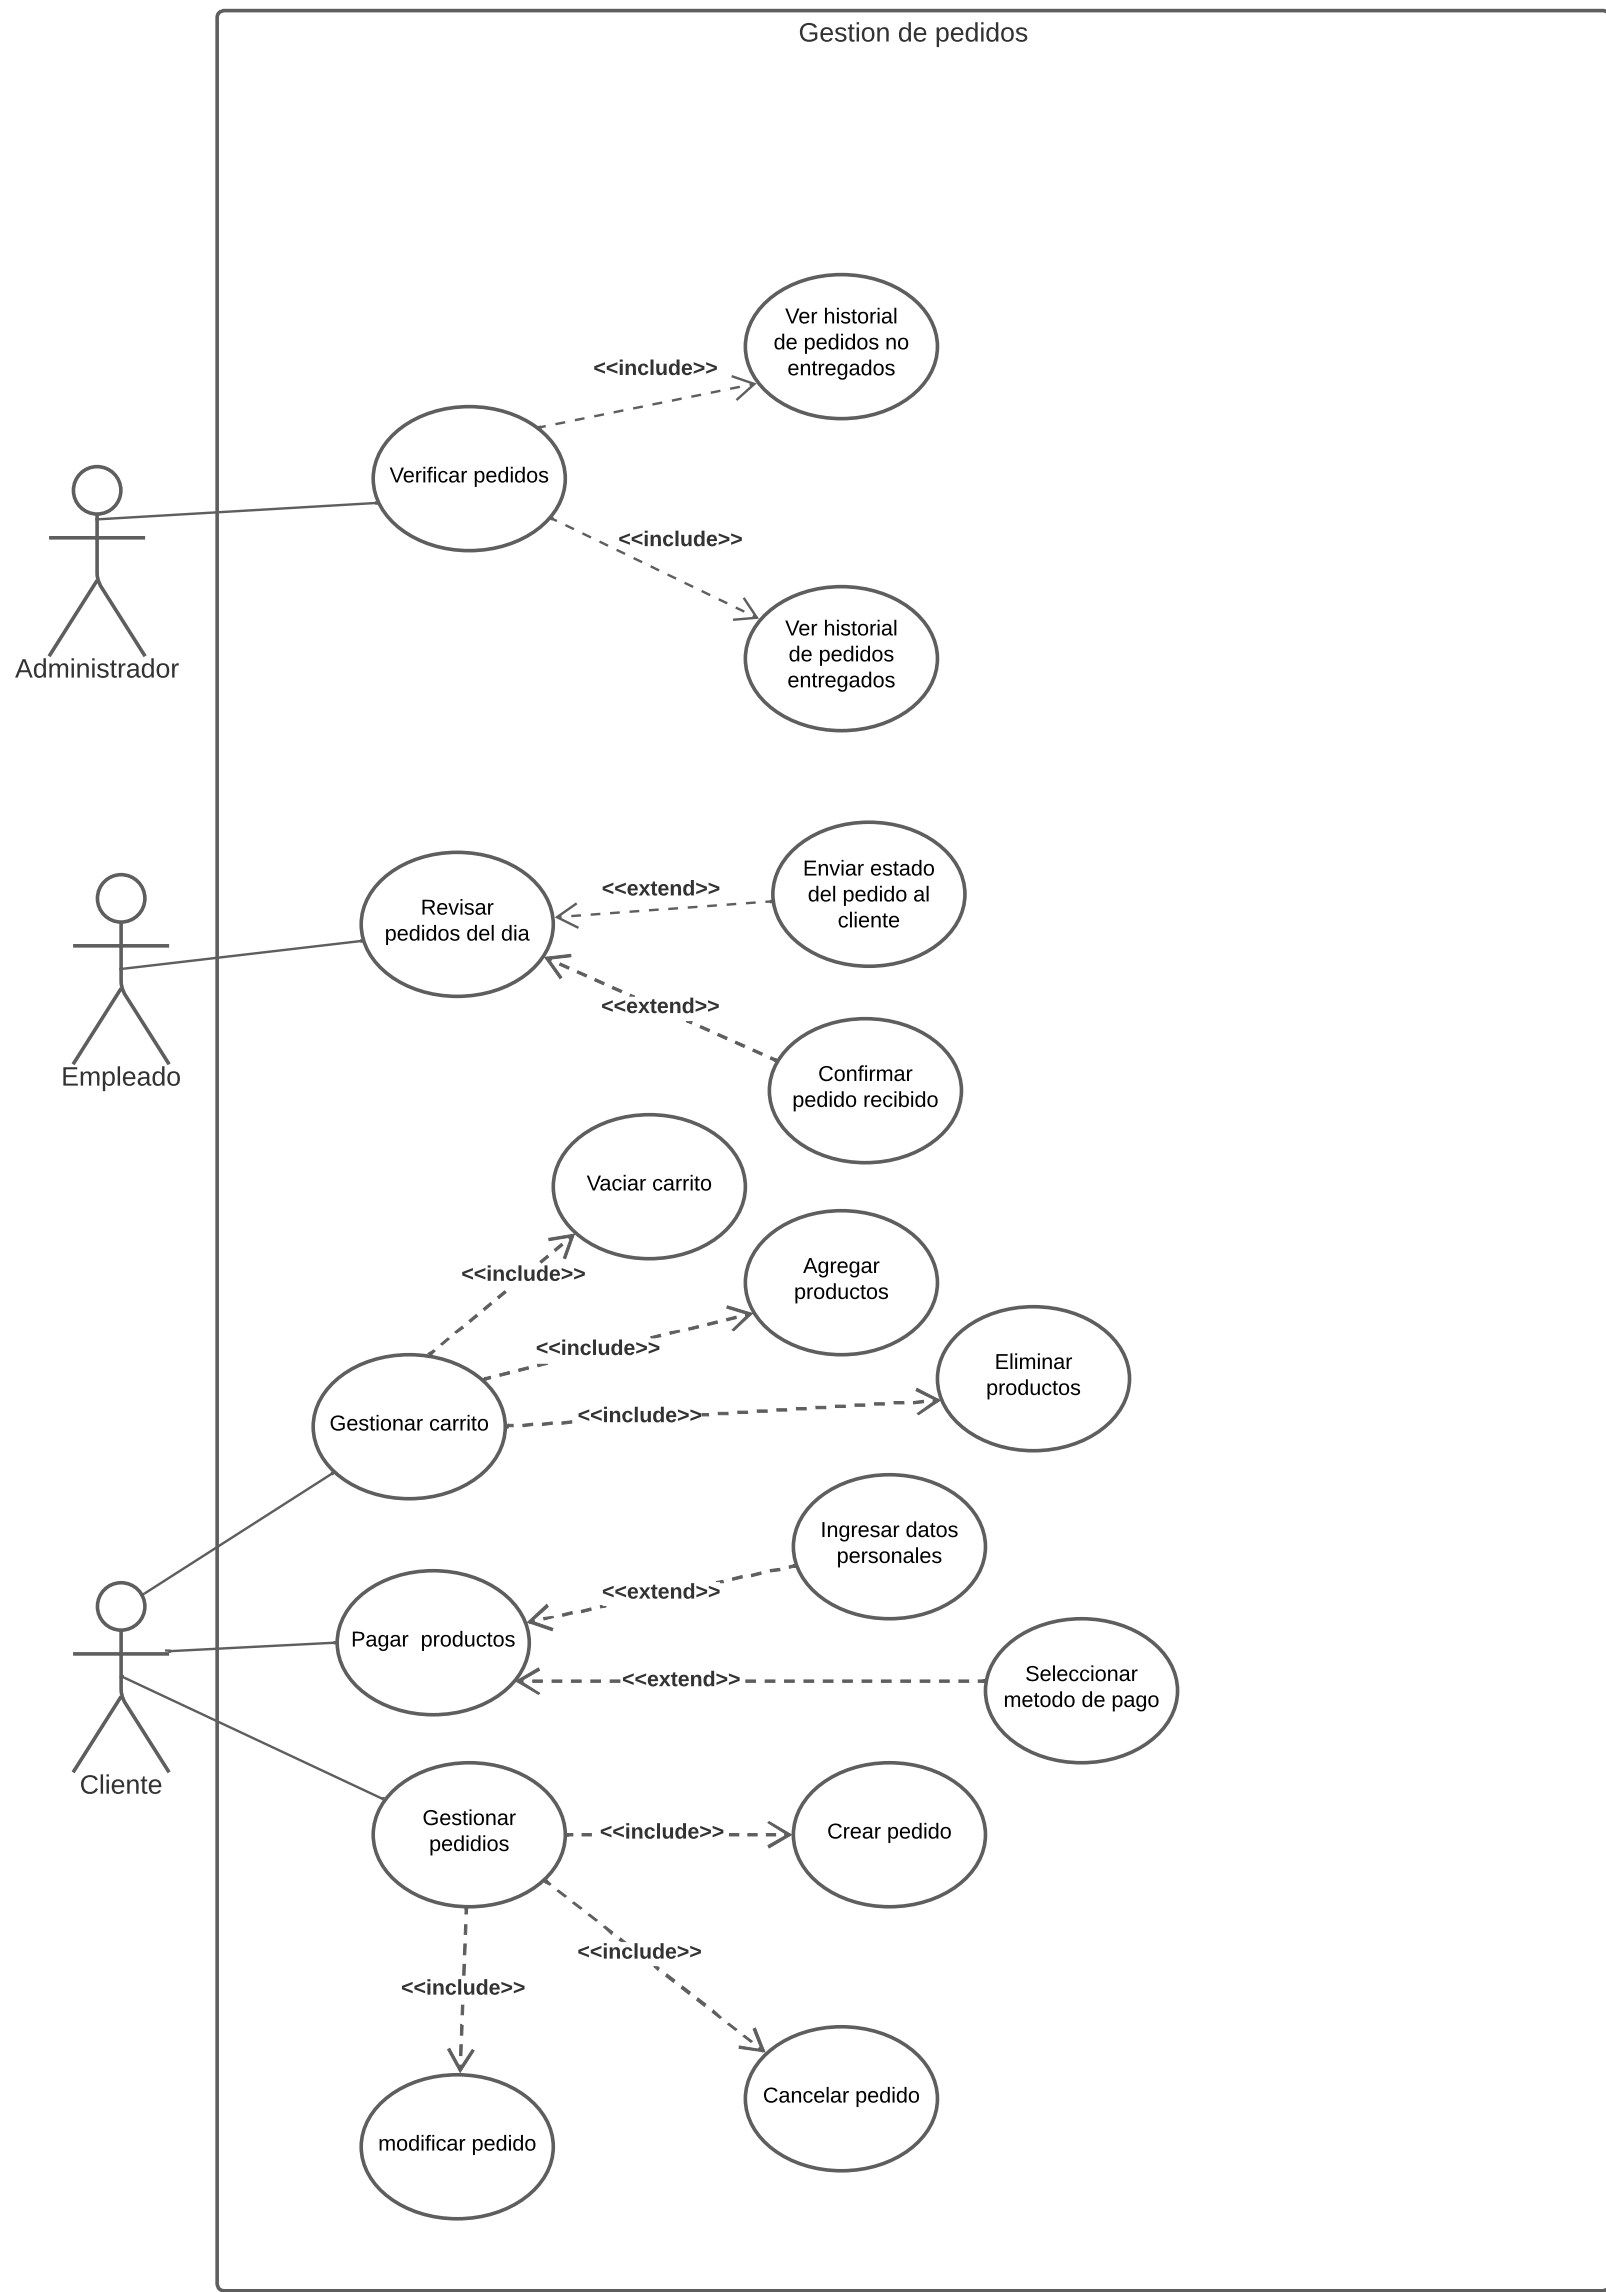 Gestion de pedidos
Ver historial
de pedidos no
entregados
<<include>>
Verificar pedidos
<<include>>
Ver historial
de pedidos
entregados
Administrador
Enviar estado
del pedido al
cliente
<<extend>>
Revisar
pedidos del dia
<<extend>>
Confirmar
pedido recibido
Empleado
Vaciar carrito
<<include>>
Agregar
productos
<<include>>
Eliminar
productos
<<include>>
Gestionar carrito
Ingresar datos
personales
<<extend>>
Pagar  productos
<<extend>>
Seleccionar
metodo de pago
Cliente
Gestionar
pedidios
<<include>>
Crear pedido
<<include>>
<<include>>
Cancelar pedido
modificar pedido